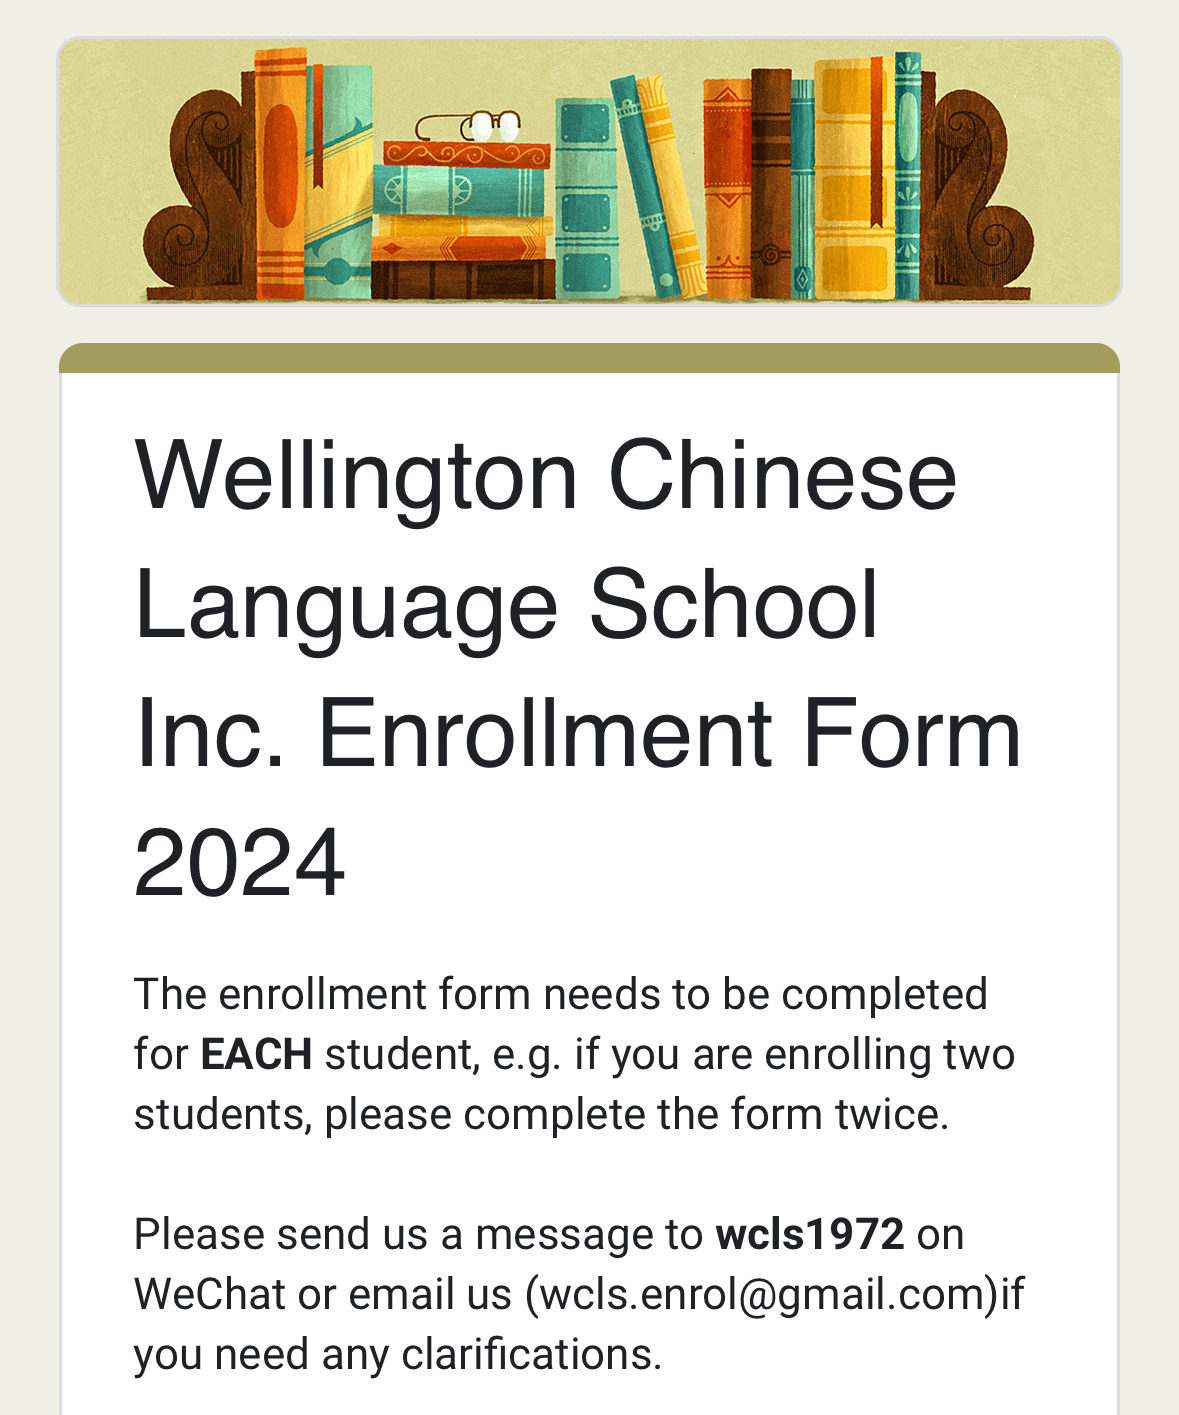 Wellington Chinese
Language School
Inc. Enrollment Form
2024
The enrollment form needs to be completed
for EACH student, e.g. if you are enrolling two
students, please complete the form twice.
Please send us a message to wcls1972 on
WeChat or email us (wcls.enrol@gmail.com)if
you need any clarifications.